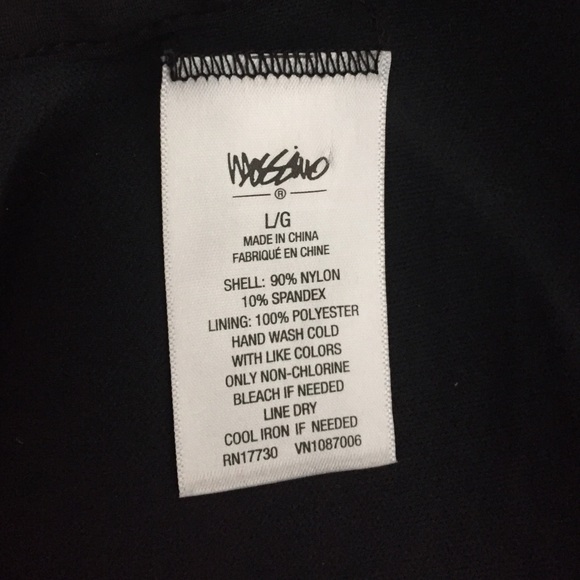 Mossimo
®
L/G
MADE IN CHINA
FABRIQUÉ EN CHINE
SHELL: 90% NYLON
10% SPANDEX
LINING: 100% POLYESTER
HAND WASH COLD
WITH LIKE COLORS
ONLY NON-CHLORINE
BLEACH IF NEEDED
LINE DRY
COOL IRON IF NEEDED
RN17730 VN1087006